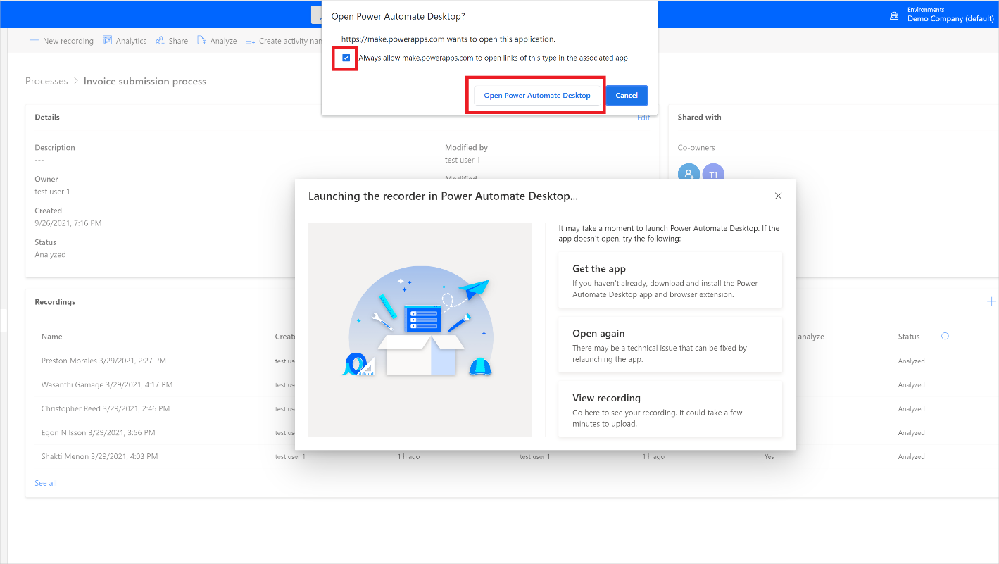 Open Power Automate Desktop?
https://make.powerapps.com wants to open this application.
Always allow make.powerapps.com to open links of this type in the associated app
Open Power Automate Desktop
Cancel
Environments
Demo Company (default)
New recording
Analytics
Share
Analyze
Create activity nam
Processes > Invoice submission process
Details
Edit
Shared with
Description
---
Modified by
test user 1
Co-owners
T1
Owner
test user 1
Modified
Created
9/26/2021, 7:16 PM
Status
Analyzed
Launching the recorder in Power Automate Desktop...
It may take a moment to launch Power Automate Desktop. If the
app doesn't open, try the following:
Get the app
If you haven't already, download and install the Power
Automate Desktop app and browser extension.
Open again
There may be a technical issue that can be fixed by
relaunching the app.
View recording
Go here to see your recording. It could take a few
minutes to upload.
Recordings
Name Create analyze Status
Preston Morales 3/29/2021, 2:27 PM test us Analyzed
Wasanthi Gamage 3/29/2021, 4:17 PM test us Analyzed
Christopher Reed 3/29/2021, 2:46 PM test us Analyzed
Egon Nilsson 3/29/2021, 3:56 PM test us Analyzed
Shakti Menon 3/29/2021, 4:03 PM test user 1 1 h ago test user 1 1 h ago Yes Analyzed
See all